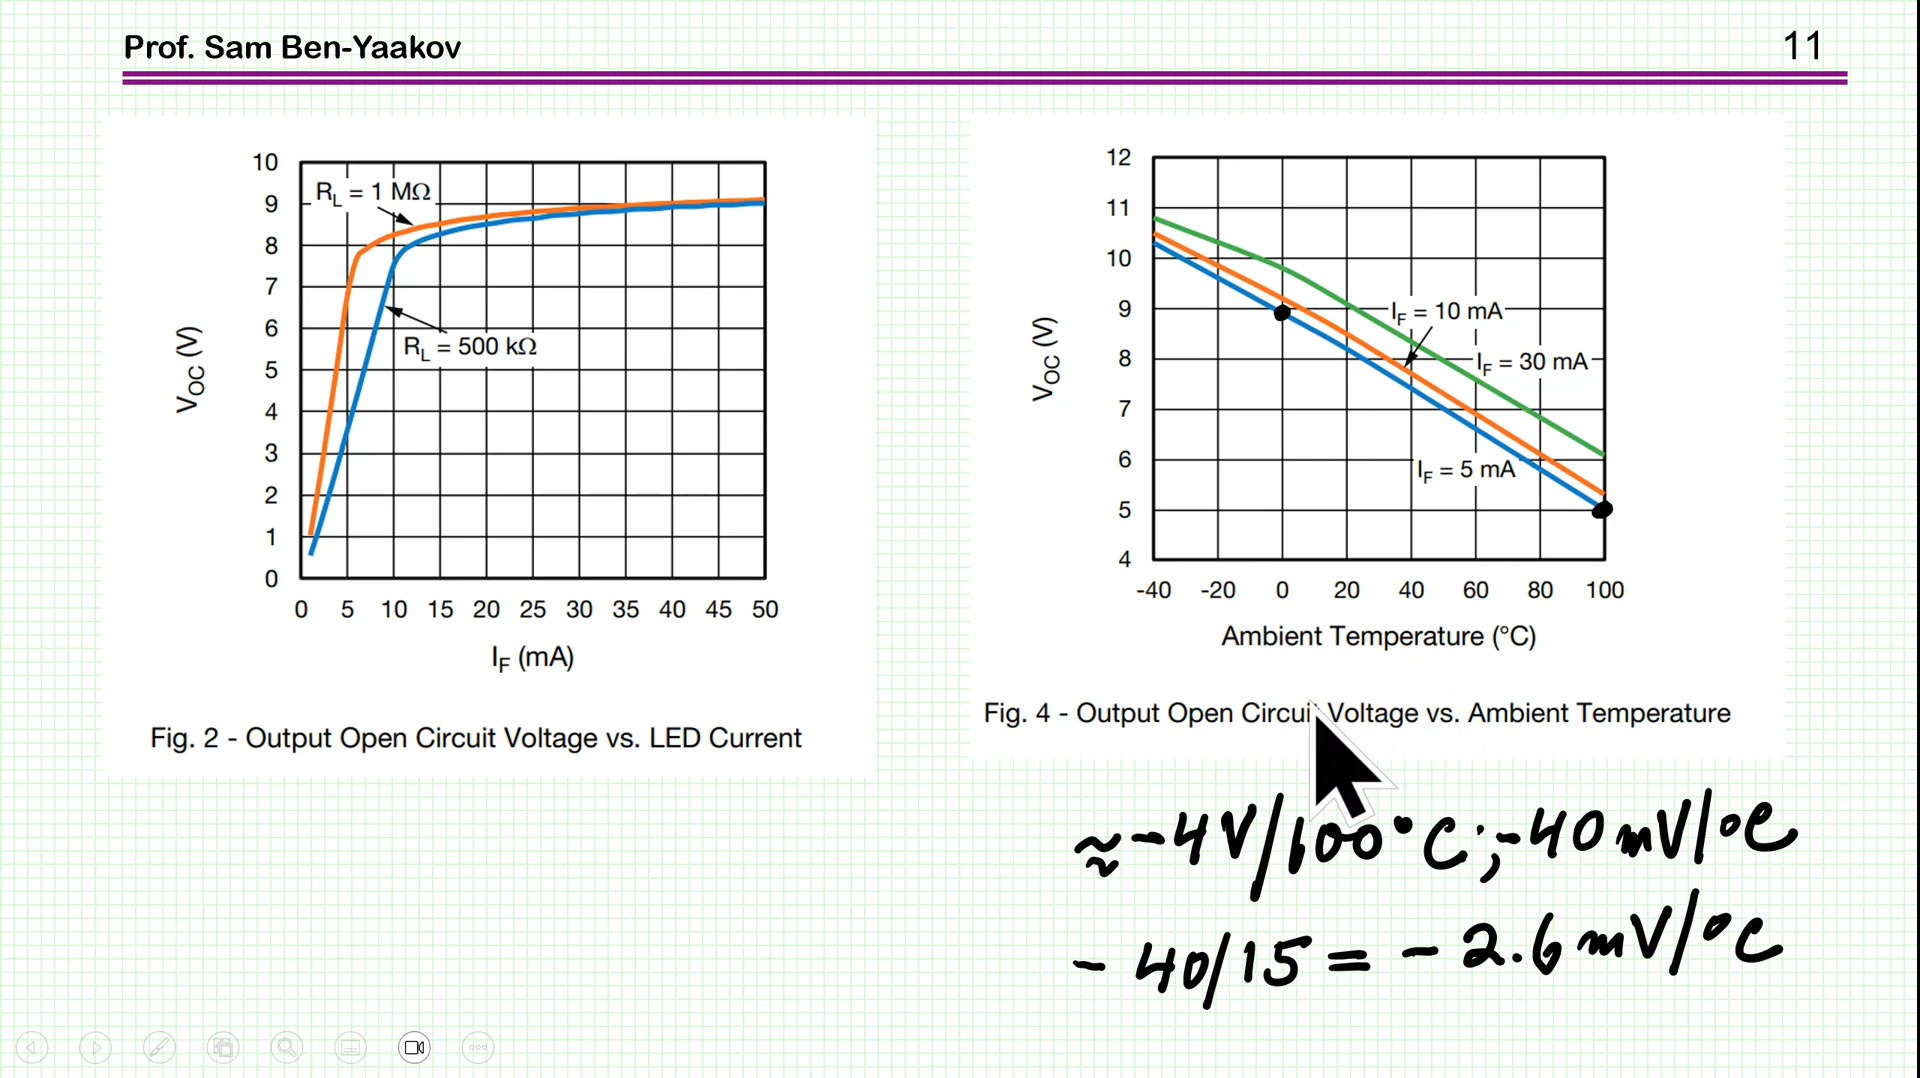 Prof. Sam Ben-Yaakov
11
10
9
8
7
6
5
4
3
2
1
0
RL = 1 MΩ
RL = 500 kΩ
VOC (V)
0 5 10 15 20 25 30 35 40 45 50
IF (mA)
Fig. 2 - Output Open Circuit Voltage vs. LED Current
12
11
10
9
8
7
6
5
4
IF = 10 mA
IF = 30 mA
IF = 5 mA
VOC (V)
-40 -20 0 20 40 60 80 100
Ambient Temperature (°C)
Fig. 4 - Output Open Circuit Voltage vs. Ambient Temperature
≈ -4V/100°C; -40mV/°C
- 40/15 = - 2.6mV/°C